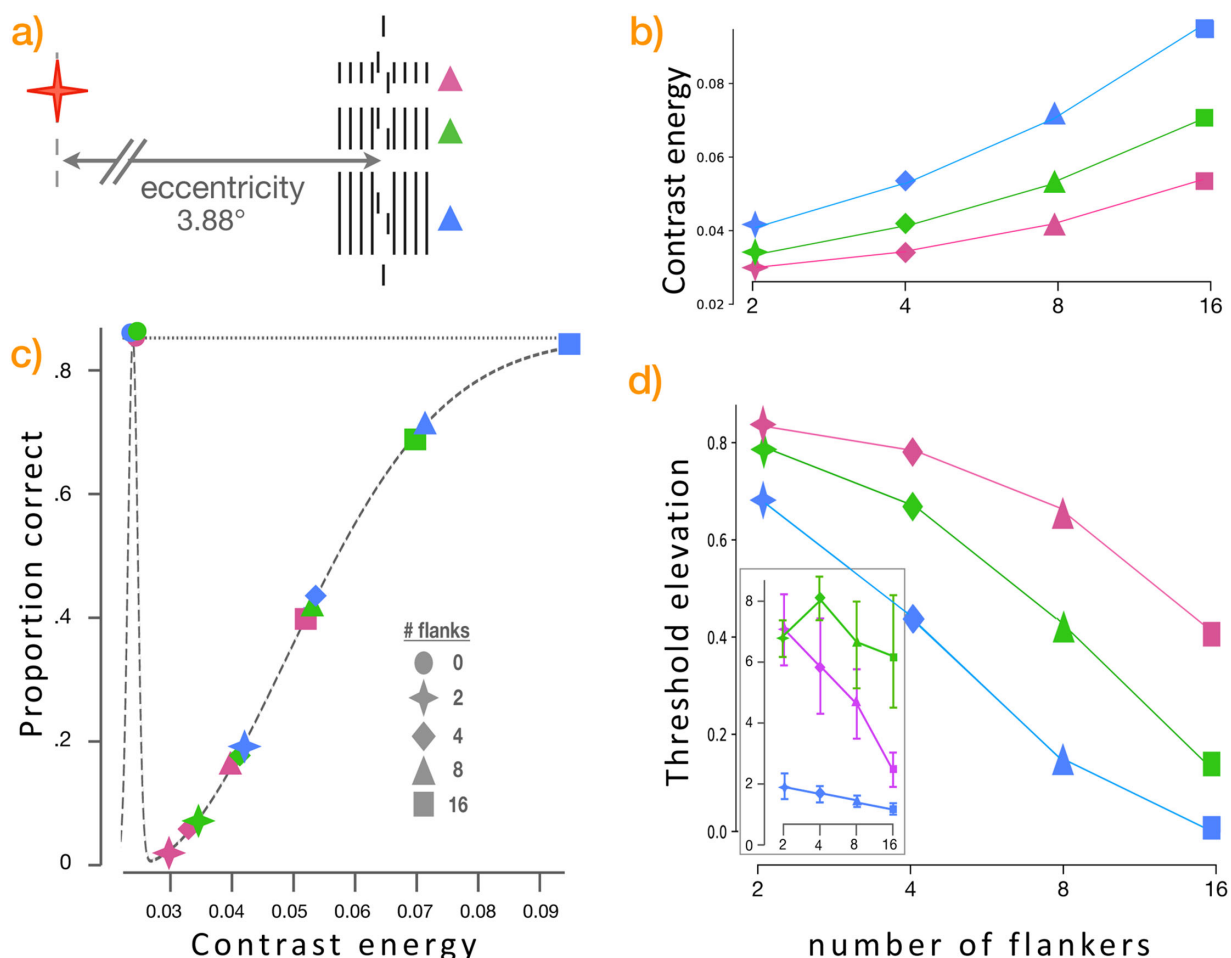 a)
eccentricity
3.88°
b)
Contrast energy
0.08
0.06
0.04
0.02
2 4 8 16
c)
Proportion correct
.8
.6
.4
.2
0
# flanks
0
2
4
8
16
0.03 0.04 0.05 0.06 0.07 0.08 0.09
Contrast energy
d)
Threshold elevation
0.8
0.6
0.4
0.2
0.0
8
6
4
2
0
2 4 8 16
2 4 8 16
number of flankers